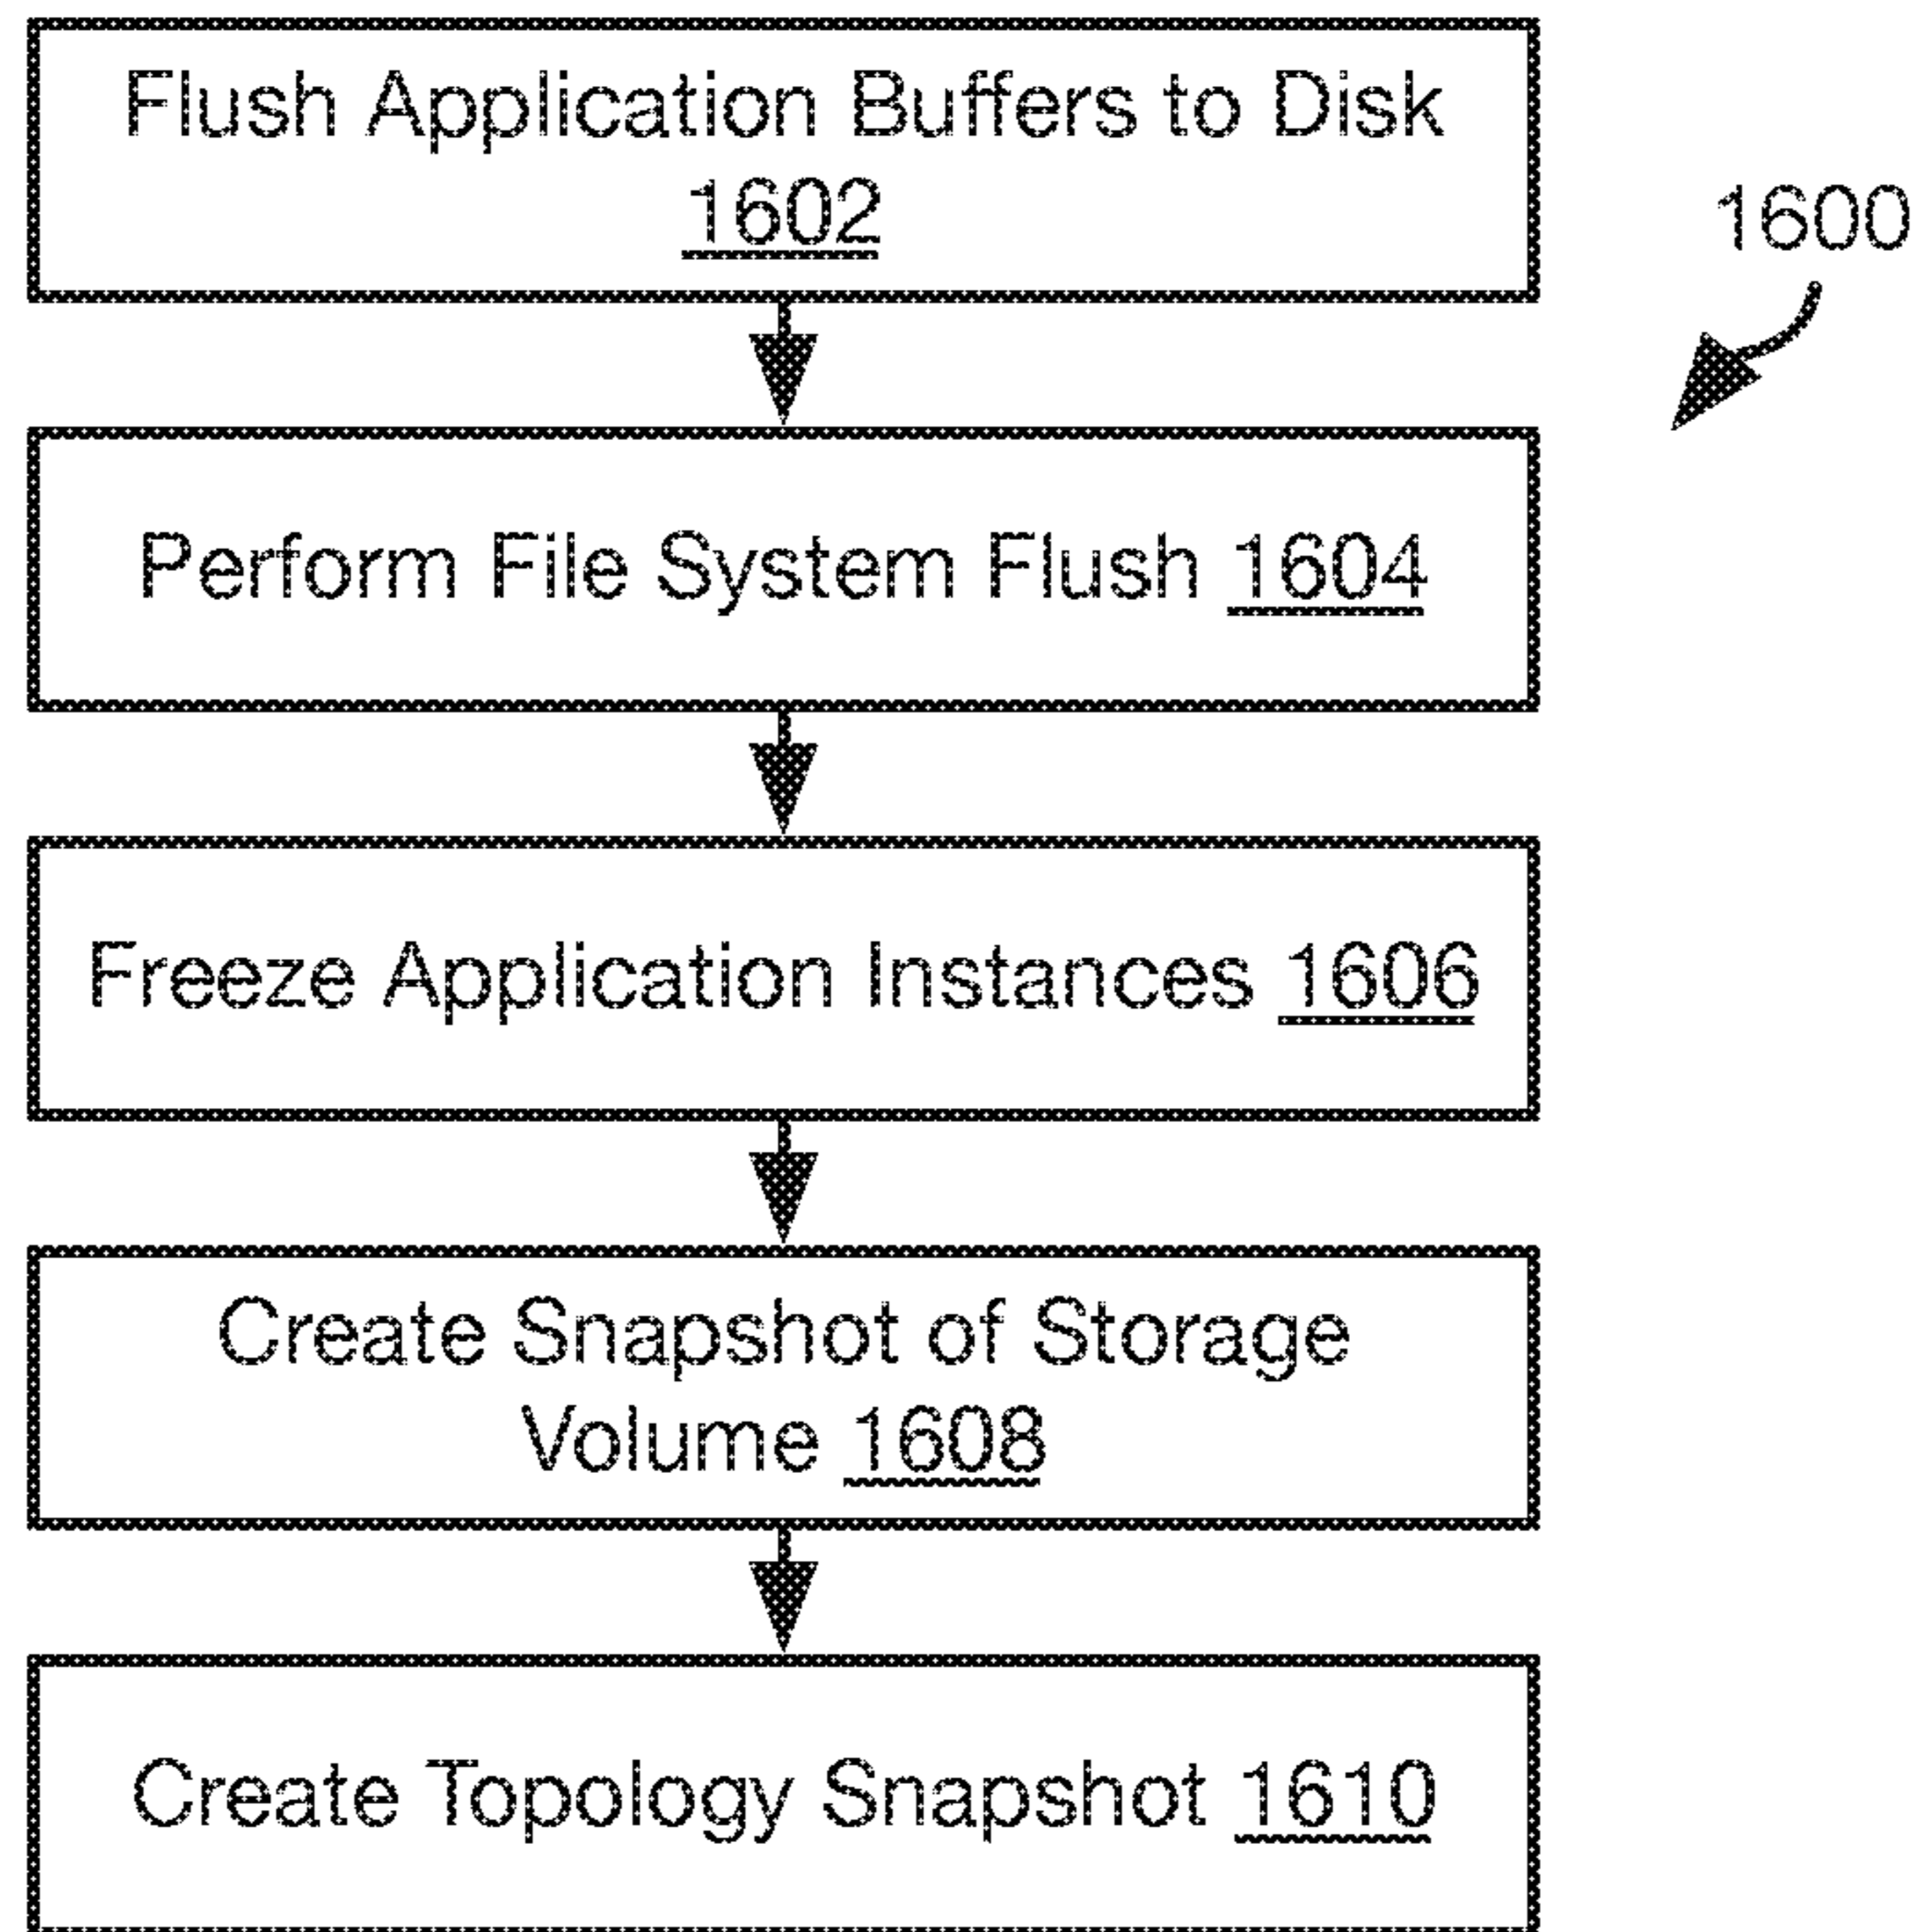 Flush Application Buffers to Disk
1602
1600
Perform File System Flush 1604
Freeze Application Instances 1606
Create Snapshot of Storage
Volume 1608
Create Topology Snapshot 1610